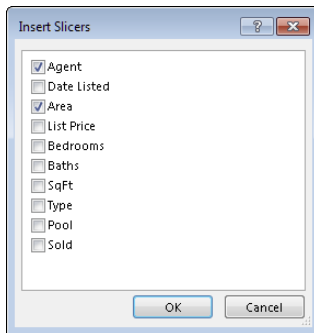 Insert Slicers
Agent
Date Listed
Area
List Price
Bedrooms
Baths
SqFt
Type
Pool
Sold
OK Cancel